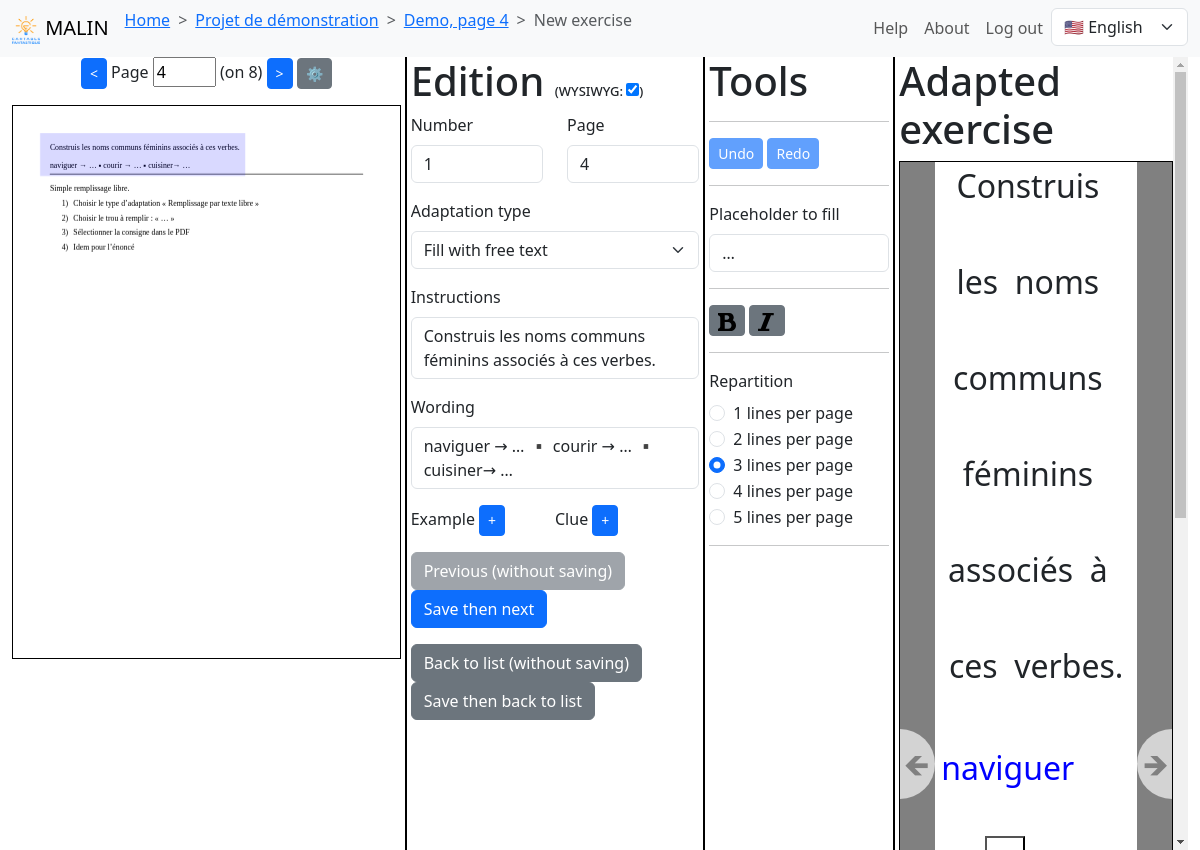 MALIN Home > Projet de démonstration > Demo, page 4 > New exercise Help About Log out 🇺🇸 English
< Page 4 (on 8) > ⚙️
Construis les noms communs féminins associés à ces verbes.
naviguer → … ▪ courir → … ▪ cuisiner→ …
Simple remplissage libre.
1) Choisir le type d’adaptation « Remplissage par texte libre »
2) Choisir le trou à remplir : « … »
3) Sélectionner la consigne dans le PDF
4) Idem pour l’énoncé
Edition (WYSIWYG: )
Number Page
1 4
Adaptation type
Fill with free text
Instructions
Construis les noms communs
féminins associés à ces verbes.
Wording
naviguer → … ▪ courir → … ▪
cuisiner→ …
Example + Clue +
Previous (without saving)
Save then next
Back to list (without saving)
Save then back to list
Tools
Undo Redo
Placeholder to fill
…
B I
Repartition
1 lines per page
2 lines per page
3 lines per page
4 lines per page
5 lines per page
Adapted
exercise
Construis
les noms
communs
féminins
associés à
ces verbes.
naviguer